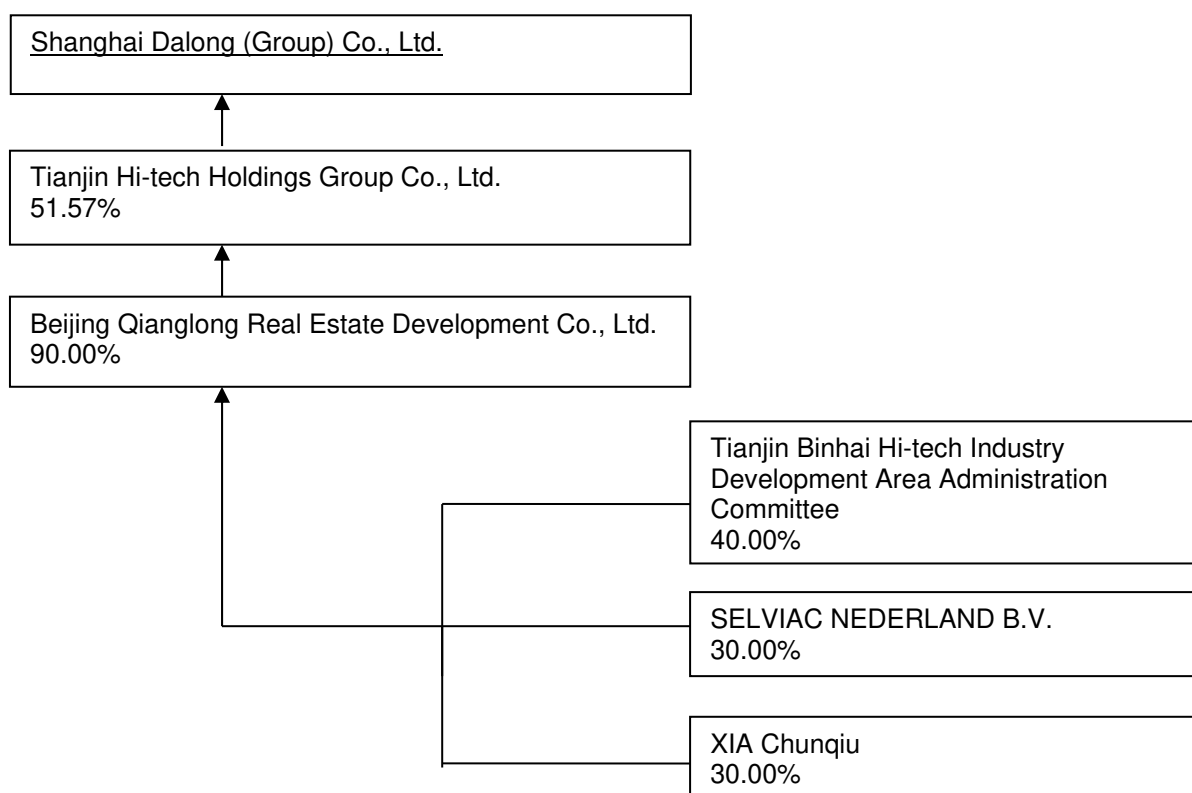 Shanghai Dalong (Group) Co., Ltd.
Tianjin Hi-tech Holdings Group Co., Ltd.
51.57%
Beijing Qianglong Real Estate Development Co., Ltd.
90.00%
Tianjin Binhai Hi-tech Industry
Development Area Administration
Committee
40.00%
SELVIAC NEDERLAND B.V.
30.00%
XIA Chunqiu
30.00%